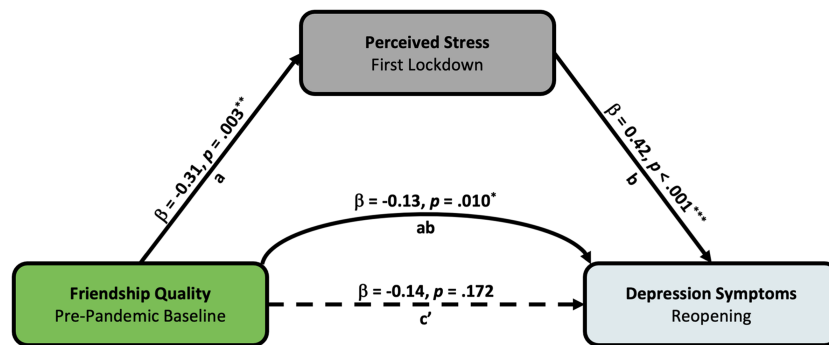 Perceived Stress
First Lockdown
β = -0.31, p = .003**
a
β = 0.42, p < .001***
b
β = -0.13, p = .010*
ab
Friendship Quality
Pre-Pandemic Baseline
β = -0.14, p = .172
c'
Depression Symptoms
Reopening